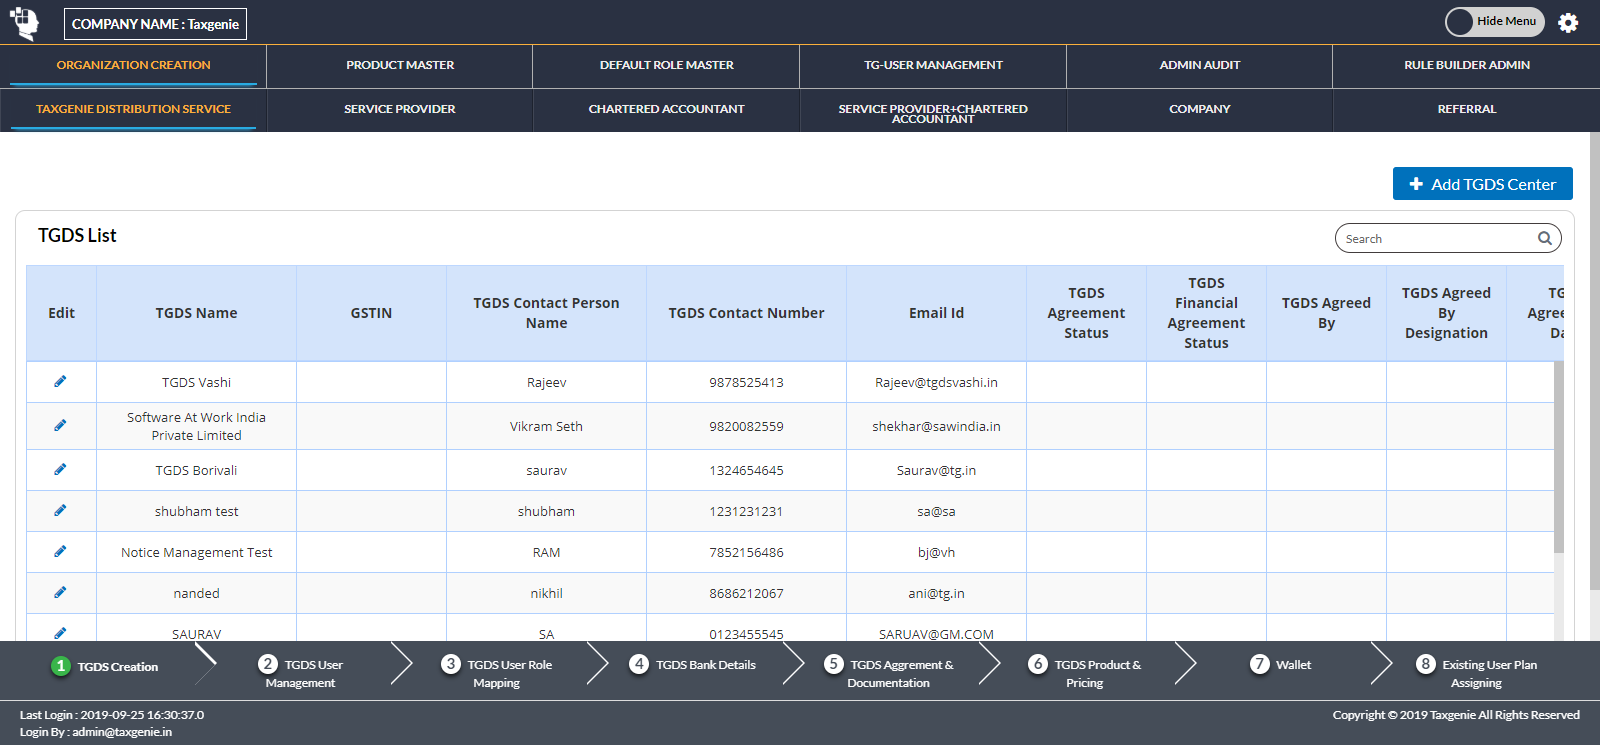 COMPANY NAME : Taxgenie
Hide Menu
ORGANIZATION CREATION
PRODUCT MASTER
DEFAULT ROLE MASTER
TG-USER MANAGEMENT
ADMIN AUDIT
RULE BUILDER ADMIN
TAXGENIE DISTRIBUTION SERVICE
SERVICE PROVIDER
CHARTERED ACCOUNTANT
SERVICE PROVIDER+CHARTERED
ACCOUNTANT
COMPANY
REFERRAL
Add TGDS Center
TGDS List
Search
Edit
TGDS Name
GSTIN
TGDS Contact Person
Name
TGDS Contact Number
Email Id
TGDS
Agreement
Status
TGDS
Financial
Agreement
Status
TGDS Agreed
By
TGDS Agreed
By
Designation
TGDS Vashi
Rajeev
9878525413
Rajeev@tgdsvashi.in
Software At Work India
Private Limited
Vikram Seth
9820082559
shekhar@sawindia.in
TGDS Borivali
saurav
1324654645
Saurav@tg.in
shubham test
shubham
1231231231
sa@sa
Notice Management Test
RAM
7852156486
bj@vh
nanded
nikhil
8686212067
ani@tg.in
SAURAV
SA
0123455545
SARUAV@GM.COM
1 TGDS Creation
2 TGDS User
Management
3 TGDS User Role
Mapping
4 TGDS Bank Details
5 TGDS Aggrement &
Documentation
6 TGDS Product &
Pricing
7 Wallet
8 Existing User Plan
Assigning
Last Login : 2019-09-25 16:30:37.0
Login By : admin@taxgenie.in
Copyright © 2019 Taxgenie All Rights Reserved